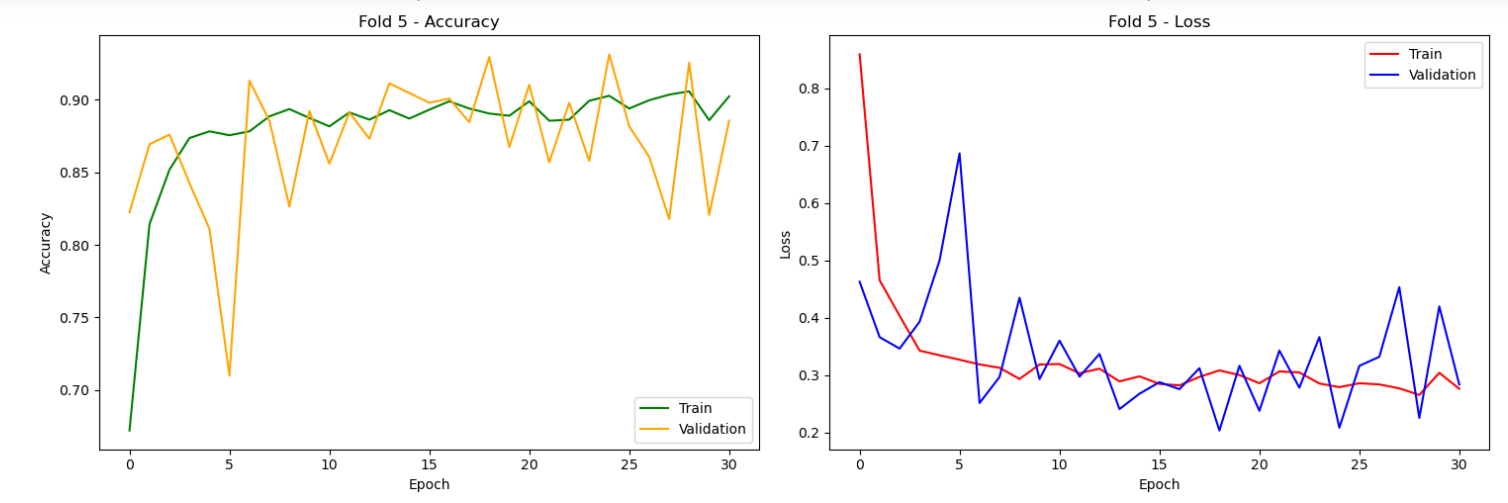 Fold 5 - Accuracy
0.90
0.85
0.80
0.75
0.70
Accuracy
0 5 10 15 20 25 30
Epoch
Train
Validation
Fold 5 - Loss
0.8
0.7
0.6
0.5
0.4
0.3
0.2
Loss
0 5 10 15 20 25 30
Epoch
Train
Validation